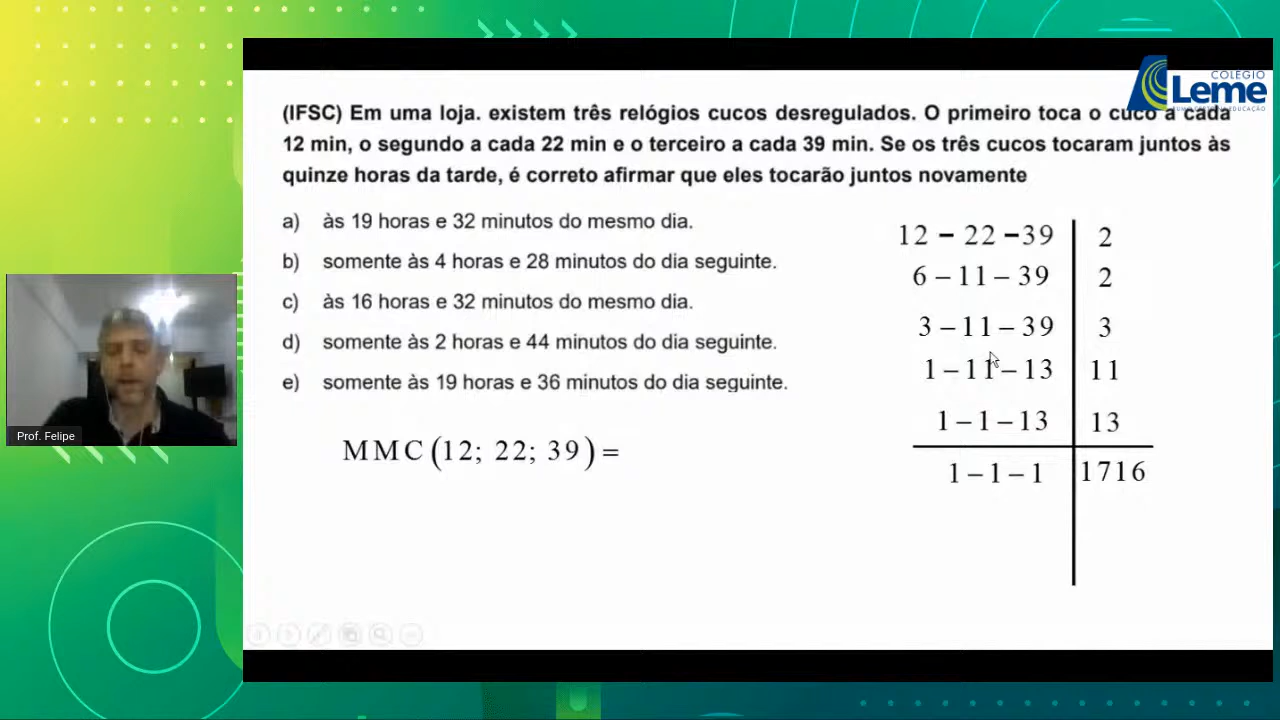 COLEGIO
Leme
(IFSC) Em uma loja. existem três relógios cucos desregulados. O primeiro toca o cuco a cada
12 min, o segundo a cada 22 min e o terceiro a cada 39 min. Se os três cucos tocaram juntos às
quinze horas da tarde, é correto afirmar que eles tocarão juntos novamente
a) às 19 horas e 32 minutos do mesmo dia.
b) somente às 4 horas e 28 minutos do dia seguinte.
c) às 16 horas e 32 minutos do mesmo dia.
d) somente às 2 horas e 44 minutos do dia seguinte.
e) somente às 19 horas e 36 minutos do dia seguinte.
MMC (12; 22; 39) =
12 – 22 – 39 2
6 – 11 – 39 2
3 – 11 – 39 3
1 – 11 – 13 11
1 – 1 – 13 13
1 – 1 – 1 1716
Prof. Felipe